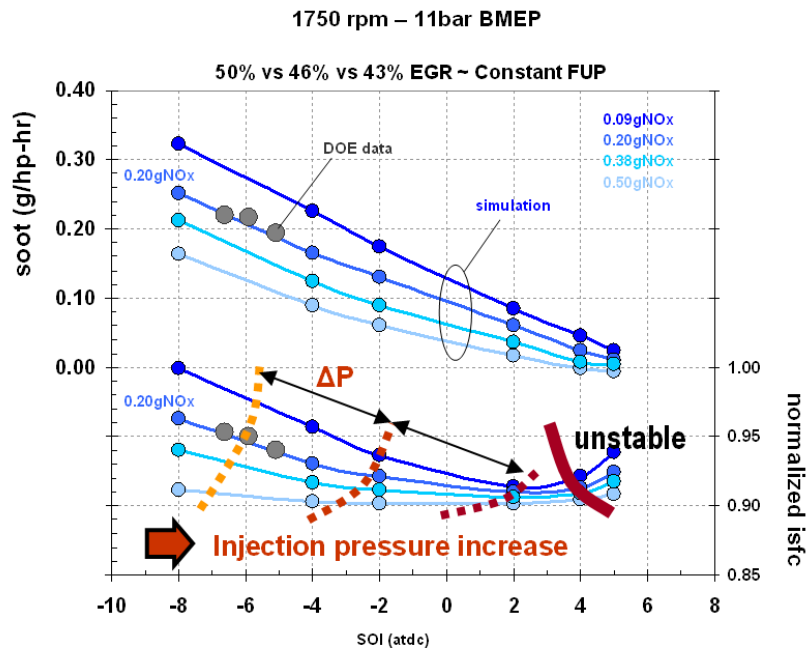 1750 rpm – 11bar BMEP
50% vs 46% vs 43% EGR ~ Constant FUP
0.40
0.30
0.20
0.10
0.00
soot (g/hp-hr)
0.09gNOx
0.20gNOx
0.38gNOx
0.50gNOx
DOE data
0.20gNOx
simulation
1.00
0.95
0.90
0.85
normalized isfc
ΔP
0.20gNOx
unstable
Injection pressure increase
-10 -8 -6 -4 -2 0 2 4 6 8
SOI (atdc)